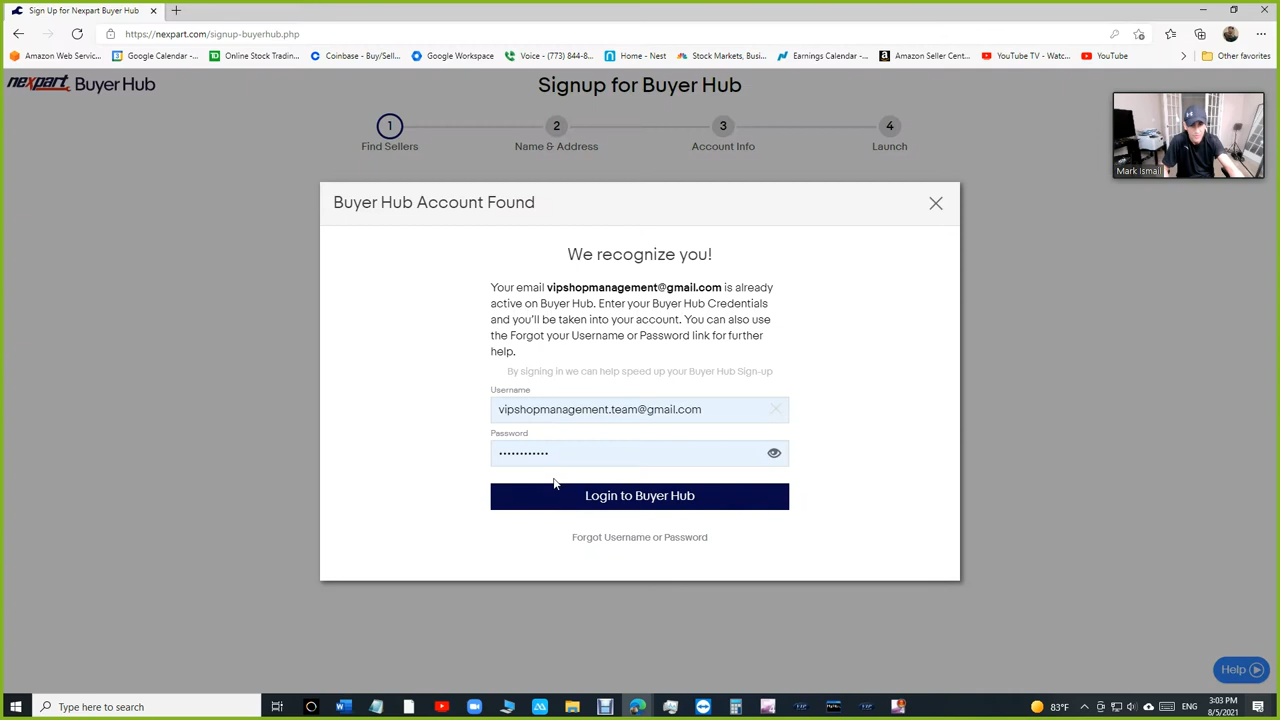 Sign Up for Nexpart Buyer Hub
https://nexpart.com/signup-buyerhub.php
Amazon Web Servic...
Google Calendar -...
Online Stock Tradin...
Coinbase - Buy/Sell...
Google Workspace
Voice - (773) 844-8...
Home - Nest
Stock Markets, Busi...
Earnings Calendar -...
Amazon Seller Cent...
YouTube TV - Watc...
YouTube
Other favorites
nexpart Buyer Hub
Signup for Buyer Hub
1
2
3
4
Find Sellers
Name & Address
Account Info
Launch
Mark Ismail
Buyer Hub Account Found
We recognize you!
Your email vipshopmanagement@gmail.com is already
active on Buyer Hub. Enter your Buyer Hub Credentials
and you'll be taken into your account. You can also use
the Forgot your Username or Password link for further
help.
By signing in we can help speed up your Buyer Hub Sign-up
Username
vipshopmanagement.team@gmail.com
Password
Login to Buyer Hub
Forgot Username or Password
Help
Type here to search
83°F
ENG
3:03 PM
8/5/2021